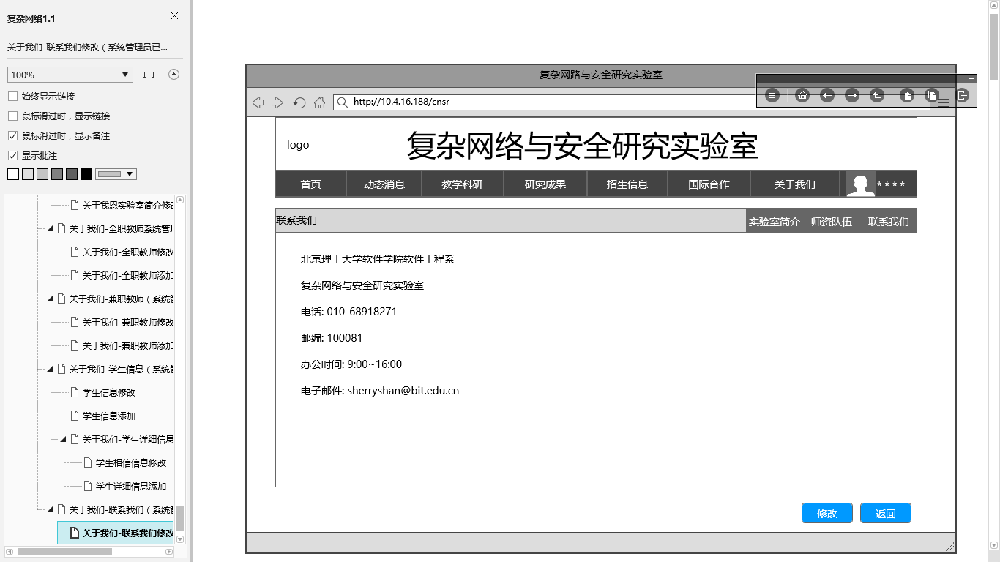 复杂网络1.1
关于我们-联系我们修改（系统管理员已...
100%
1:1
始终显示链接
鼠标滑过时，显示链接
鼠标滑过时，显示备注
显示批注
关于我恩实验室简介修改
关于我们-全职教师系统管理
关于我们-全职教师修改
关于我们-全职教师添加
关于我们-兼职教师（系统管
关于我们-兼职教师修改
关于我们-兼职教师添加
关于我们-学生信息（系统管
学生信息修改
学生信息添加
关于我们-学生详细信息
学生相信信息修改
学生详细信息添加
关于我们-联系我们（系统管
关于我们-联系我们修改
复杂网路与安全研究实验室
http://10.4.16.188/cnsr
logo
复杂网络与安全研究实验室
首页 动态消息 教学科研 研究成果 招生信息 国际合作 关于我们 ****
联系我们 实验室简介 师资队伍 联系我们
北京理工大学软件学院软件工程系
复杂网络与安全研究实验室
电话: 010-68918271
邮编: 100081
办公时间: 9:00~16:00
电子邮件: sherryshan@bit.edu.cn
修改 返回